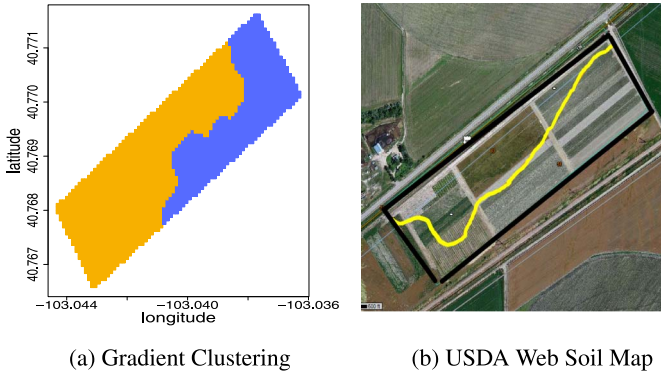 40.771
40.770
40.769
40.768
40.767
latitude
−103.044
−103.040
−103.036
longitude
(a) Gradient Clustering
(b) USDA Web Soil Map